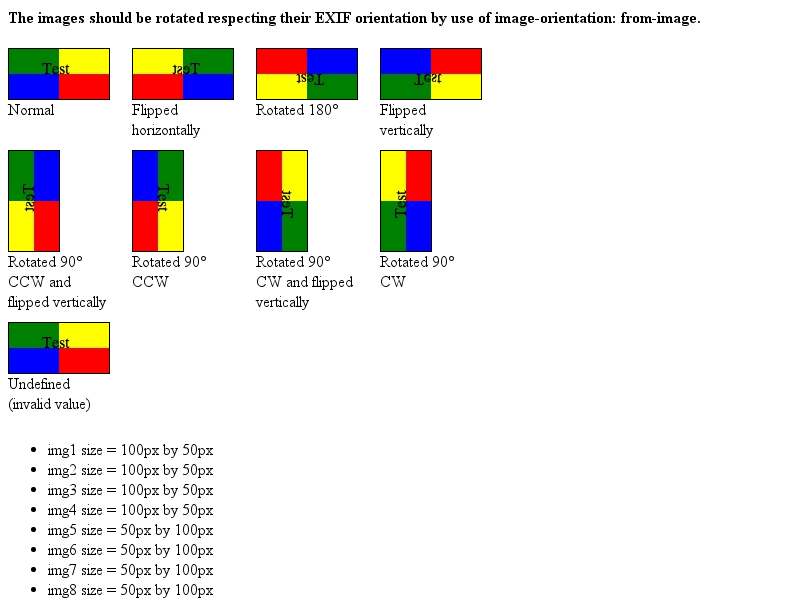 The images should be rotated respecting their EXIF orientation by use of image-orientation: from-image.
Test Test Test Test
Normal Flipped horizontally Rotated 180° Flipped vertically
Test Test Test Test
Rotated 90° CCW and flipped vertically Rotated 90° CCW Rotated 90° CW and flipped vertically Rotated 90° CW
Test
Undefined
(invalid value)
img1 size = 100px by 50px
img2 size = 100px by 50px
img3 size = 100px by 50px
img4 size = 100px by 50px
img5 size = 50px by 100px
img6 size = 50px by 100px
img7 size = 50px by 100px
img8 size = 50px by 100px